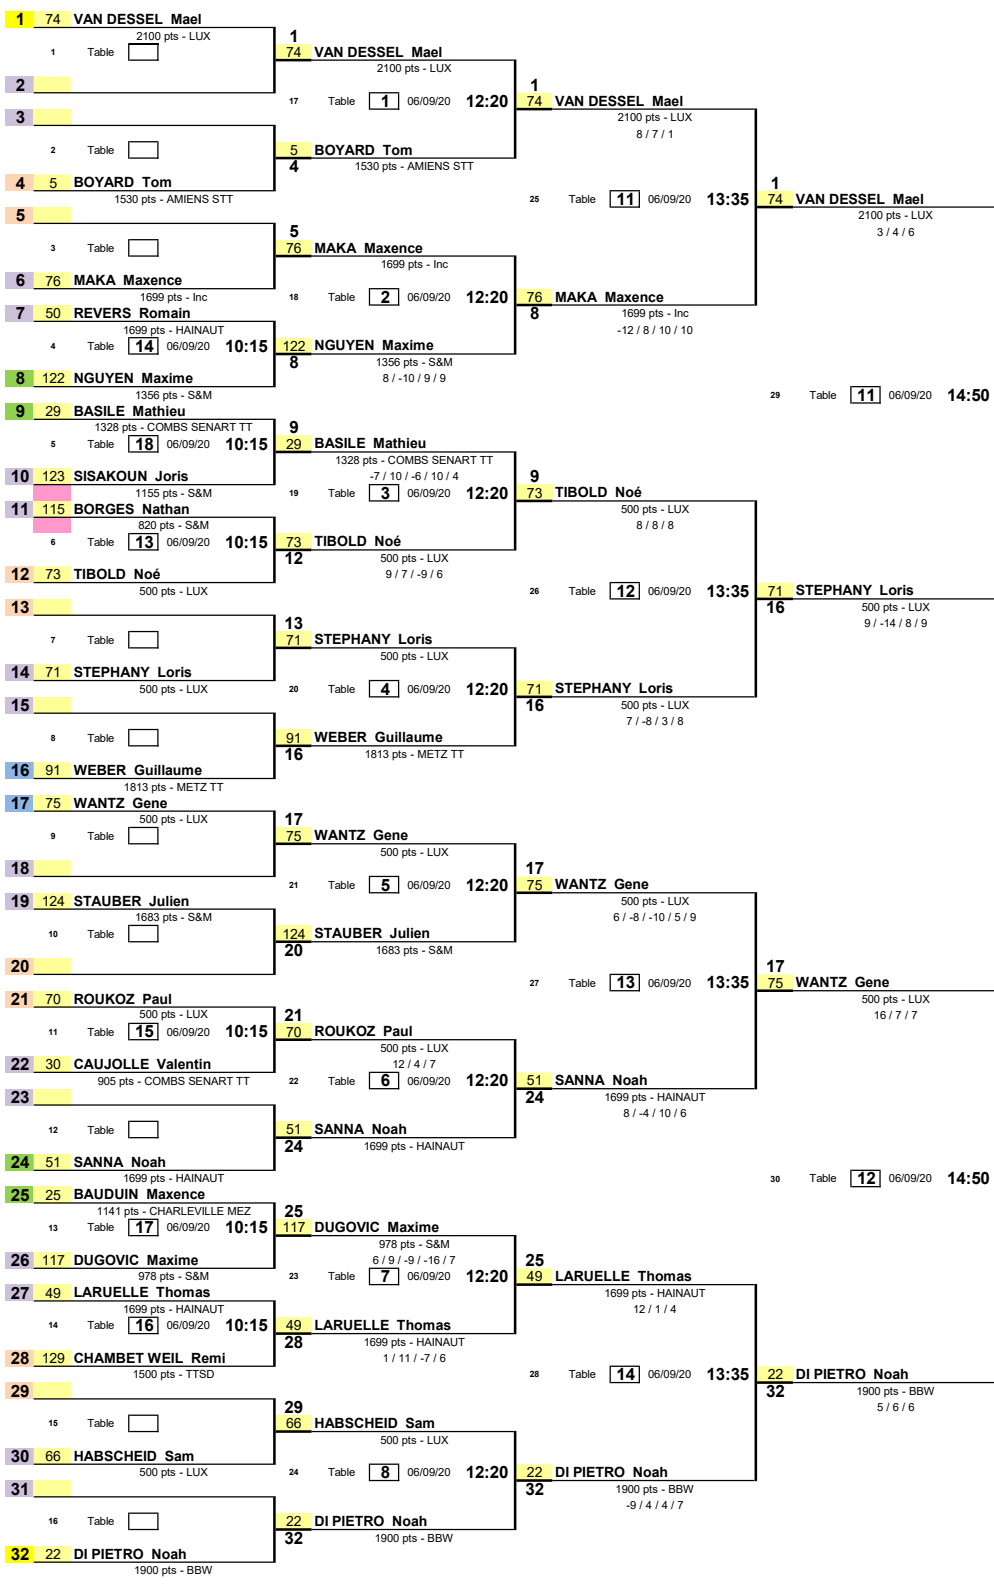 1 74 VAN DESSEL Mael
2100 pts - LUX
1 Table
2
3
2 Table
4 5 BOYARD Tom
1530 pts - AMIENS STT
5
3 Table
6 76 MAKA Maxence
1699 pts - Inc
7 50 REVERS Romain
1699 pts - HAINAUT
4 Table 14 06/09/20 10:15
8 122 NGUYEN Maxime
1356 pts - S&M
9 29 BASILE Mathieu
1328 pts - COMBS SENART TT
5 Table 18 06/09/20 10:15
10 123 SISAKOUN Joris
1155 pts - S&M
11 115 BORGES Nathan
820 pts - S&M
6 Table 13 06/09/20 10:15
12 73 TIBOLD Noé
500 pts - LUX
13
7 Table
14 71 STEPHANY Loris
500 pts - LUX
15
8 Table
16 91 WEBER Guillaume
1813 pts - METZ TT
17 75 WANTZ Gene
500 pts - LUX
9 Table
18
19 124 STAUBER Julien
1683 pts - S&M
10 Table
20
21 70 ROUKOZ Paul
500 pts - LUX
11 Table 15 06/09/20 10:15
22 30 CAUJOLLE Valentin
905 pts - COMBS SENART TT
23
12 Table
24 51 SANNA Noah
1699 pts - HAINAUT
25 25 BAUDUIN Maxence
1141 pts - CHARLEVILLE MEZ
13 Table 17 06/09/20 10:15
26 117 DUGOVIC Maxime
978 pts - S&M
27 49 LARUELLE Thomas
1699 pts - HAINAUT
14 Table 16 06/09/20 10:15
28 129 CHAMBET WEIL Remi
1500 pts - TTSD
29
15 Table
30 66 HABSCHEID Sam
500 pts - LUX
31
16 Table
32 22 DI PIETRO Noah
1900 pts - BBW
1
74 VAN DESSEL Mael
2100 pts - LUX
17 Table 1 06/09/20 12:20
5 BOYARD Tom
4
1530 pts - AMIENS STT
5
76 MAKA Maxence
1699 pts - Inc
18 Table 2 06/09/20 12:20
122 NGUYEN Maxime
8
1356 pts - S&M
8 / -10 / 9 / 9
9
29 BASILE Mathieu
1328 pts - COMBS SENART TT
-7 / 10 / -6 / 10 / 4
19 Table 3 06/09/20 12:20
73 TIBOLD Noé
12
500 pts - LUX
9 / 7 / -9 / 6
13
71 STEPHANY Loris
500 pts - LUX
20 Table 4 06/09/20 12:20
91 WEBER Guillaume
16
1813 pts - METZ TT
17
75 WANTZ Gene
500 pts - LUX
21 Table 5 06/09/20 12:20
124 STAUBER Julien
20
1683 pts - S&M
21
70 ROUKOZ Paul
500 pts - LUX
12 / 4 / 7
22 Table 6 06/09/20 12:20
51 SANNA Noah
24
1699 pts - HAINAUT
25
117 DUGOVIC Maxime
978 pts - S&M
6 / 9 / -9 / -16 / 7
23 Table 7 06/09/20 12:20
49 LARUELLE Thomas
28
1699 pts - HAINAUT
1 / 11 / -7 / 6
29
66 HABSCHEID Sam
500 pts - LUX
24 Table 8 06/09/20 12:20
22 DI PIETRO Noah
32
1900 pts - BBW
1
74 VAN DESSEL Mael
2100 pts - LUX
8 / 7 / 1
25 Table 11 06/09/20 13:35
76 MAKA Maxence
8
1699 pts - Inc
-12 / 8 / 10 / 10
9
73 TIBOLD Noé
500 pts - LUX
8 / 8 / 8
26 Table 12 06/09/20 13:35
71 STEPHANY Loris
16
500 pts - LUX
7 / -8 / 3 / 8
17
75 WANTZ Gene
500 pts - LUX
6 / -8 / -10 / 5 / 9
27 Table 13 06/09/20 13:35
51 SANNA Noah
24
1699 pts - HAINAUT
8 / -4 / 10 / 6
25
49 LARUELLE Thomas
1699 pts - HAINAUT
12 / 1 / 4
28 Table 14 06/09/20 13:35
22 DI PIETRO Noah
32
1900 pts - BBW
-9 / 4 / 4 / 7
1
74 VAN DESSEL Mael
2100 pts - LUX
3 / 4 / 6
29 Table 11 06/09/20 14:50
71 STEPHANY Loris
16
500 pts - LUX
9 / -14 / 8 / 9
17
75 WANTZ Gene
500 pts - LUX
16 / 7 / 7
30 Table 12 06/09/20 14:50
22 DI PIETRO Noah
32
1900 pts - BBW
5 / 6 / 6